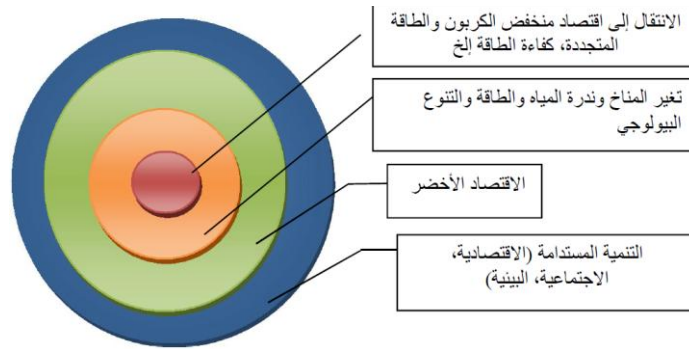 الانتقال إلى اقتصاد منخفض الكربون والطاقة
المتجددة، كفاءة الطاقة إلخ
تغير المناخ وندرة المياه والطاقة والتنوع
البيولوجي
الاقتصاد الأخضر
التنمية المستدامة (الاقتصادية،
الاجتماعية، البيئية)